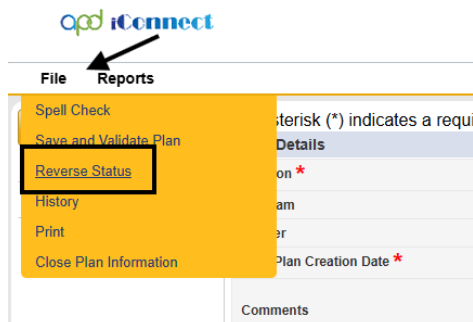 apd iConnect
File Reports
Spell Check
Save and Validate Plan
Reverse Status
History
Print
Close Plan Information
sterisk (*) indicates a requi
Details
on *
am
er
Plan Creation Date *
Comments